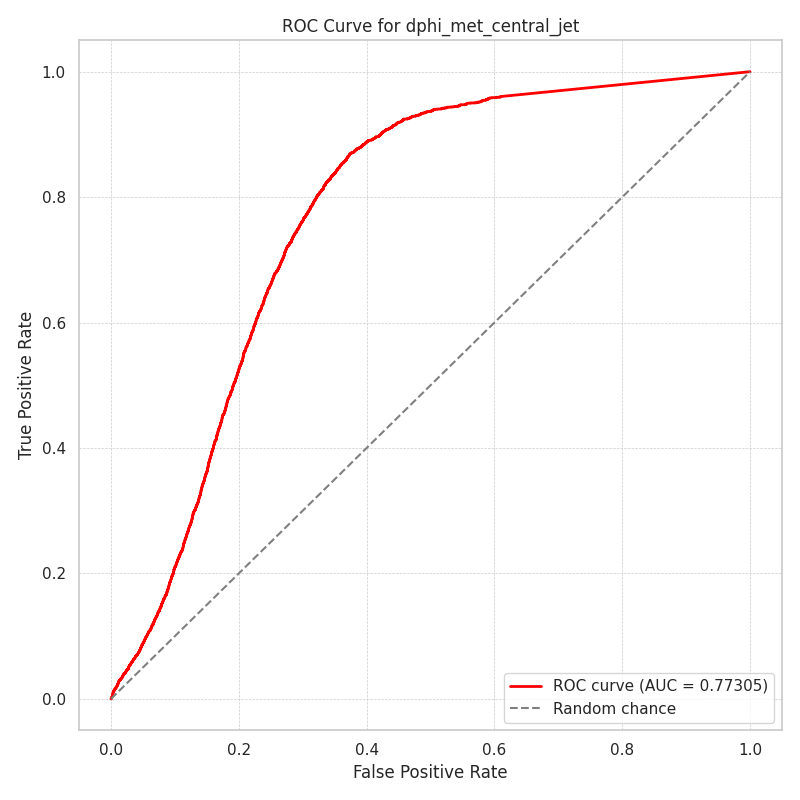 ROC Curve for dphi_met_central_jet
True Positive Rate
1.0
0.8
0.6
0.4
0.2
0.0
0.0 0.2 0.4 0.6 0.8 1.0
False Positive Rate
ROC curve (AUC = 0.77305)
Random chance